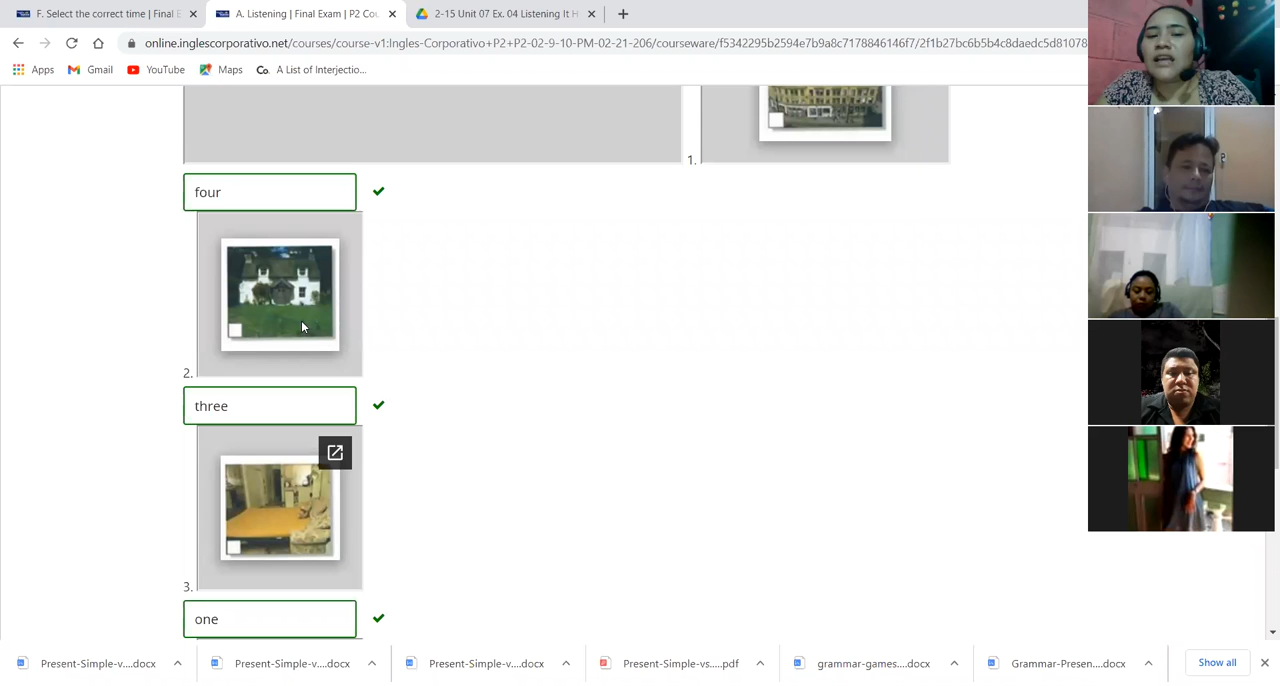 F. Select the correct time | Final E
A. Listening | Final Exam | P2 Cou
2-15 Unit 07 Ex. 04 Listening It H
online.inglescorporativo.net/courses/course-v1:Ingles-Corporativo+P2+P2-02-9-10-PM-02-21-206/courseware/f5342295b2594e7b9a8c7178846146f7/2f1b27bc6b5b4c8daedc5d81078
Apps
Gmail
YouTube
Maps
Co.
A List of Interjectio...
1.
four
2.
three
3.
one
Present-Simple-v....docx
Present-Simple-v....docx
Present-Simple-v....docx
Present-Simple-vs.....pdf
grammar-games....docx
Grammar-Presen....docx
Show all